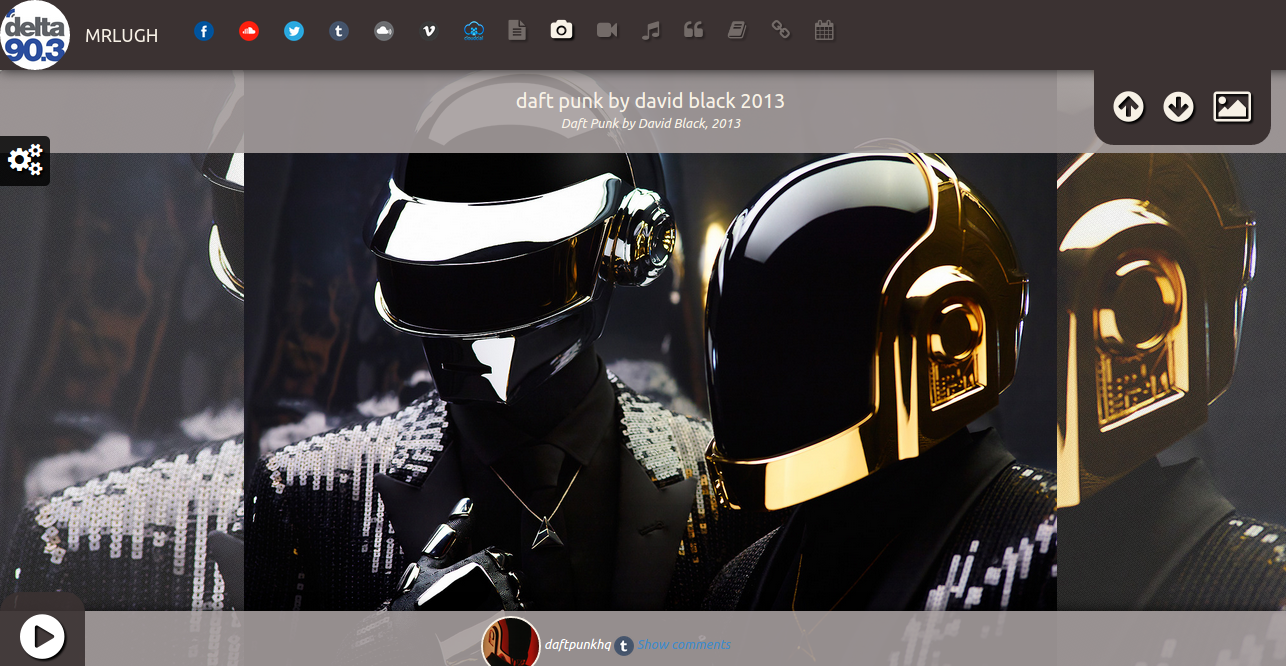 delta
90.3
MRLUGH
daft punk by david black 2013
Daft Punk by David Black, 2013
daftpunkhq t Show comments